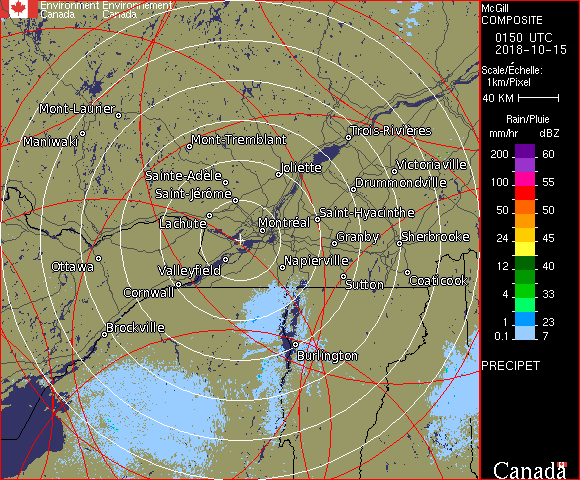 Environment Environnement
Canada Canada
McGill
COMPOSITE
0150 UTC
2018-10-15
Scale/Échelle:
1km/Pixel
40 KM
Rain/Pluie
mm/hr dBZ
200 60
100 55
50 50
24 45
12 40
4 33
1 23
0.1 7
PRECIPET
Canada
Mont-Laurier
Maniwaki
Mont-Tremblant
Trois-Rivières
Joliette
Victoriaville
Sainte-Adèle
Drummondville
Saint-Jérôme
Saint-Hyacinthe
Lachute
Montréal
Granby
Sherbrooke
Ottawa
Valleyfield
Napierville
Sutton
Coaticook
Cornwall
Brockville
Burlington